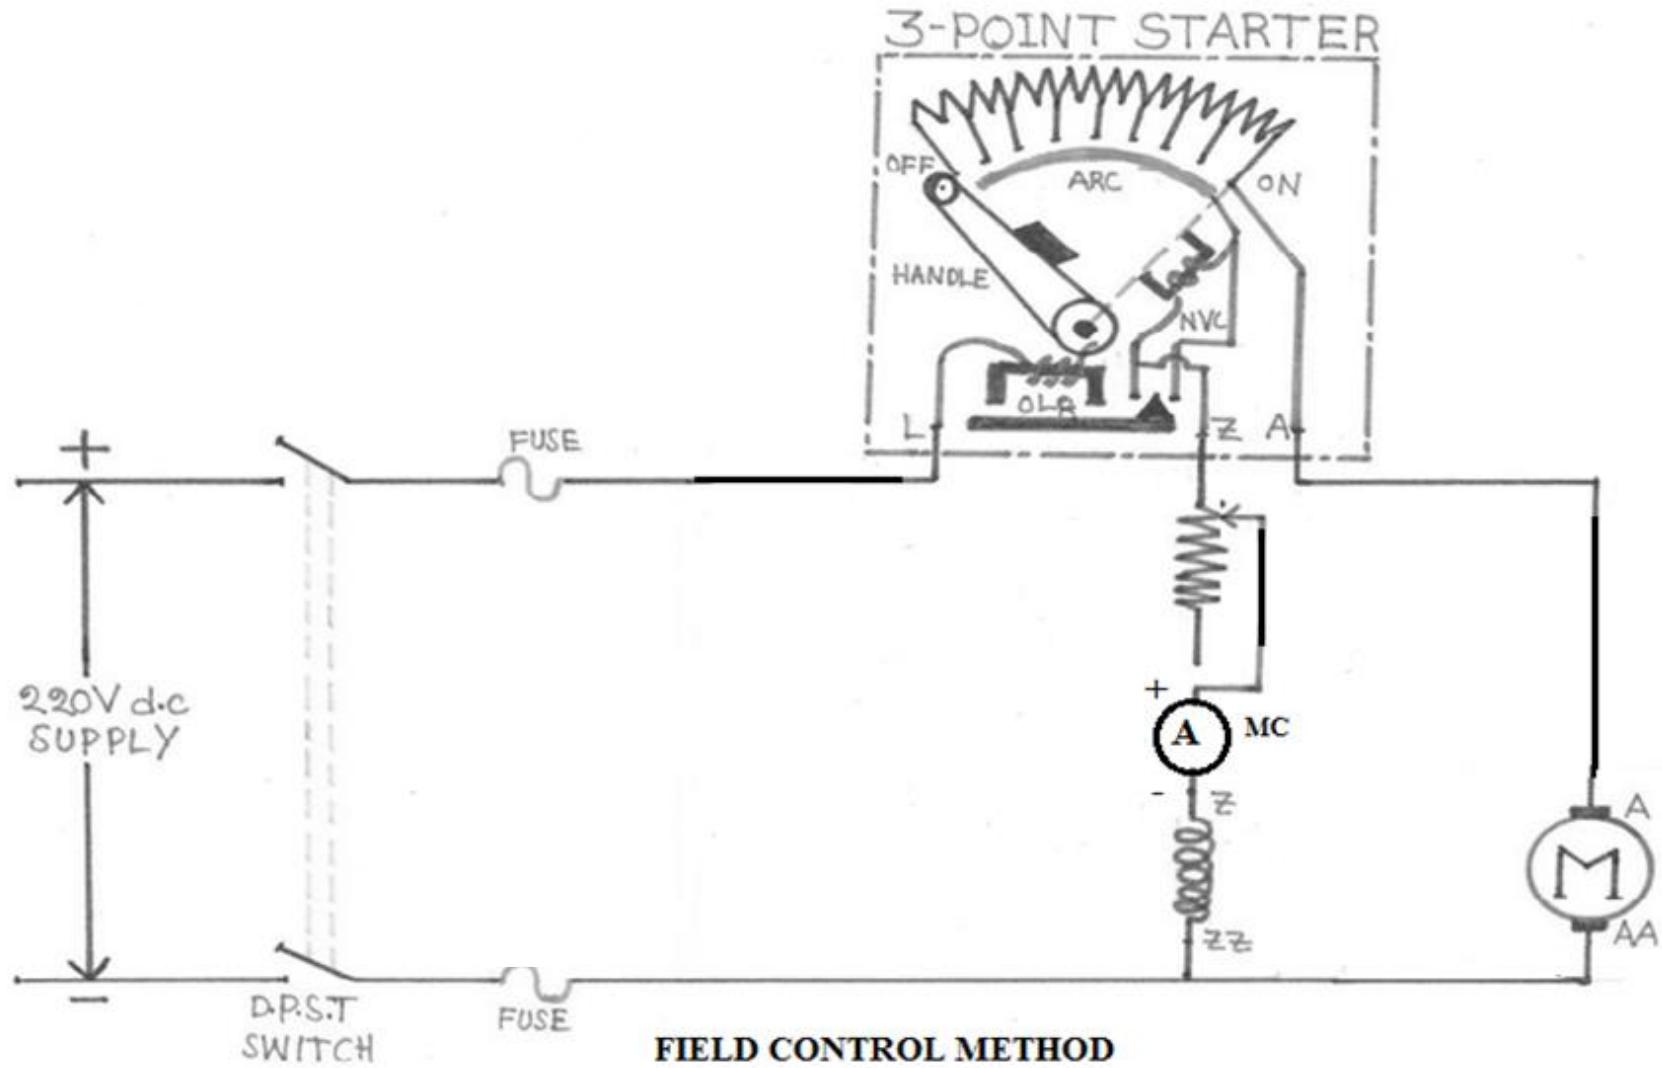 3-POINT STARTER
OFF
ARC
ON
HANDLE
NVC
OLR
L
Z
A
+
FUSE
220V d.c
SUPPLY
+
A
MC
-
Z
A
M
ZZ
AA
-
D.P.S.T
SWITCH
FUSE
FIELD CONTROL METHOD